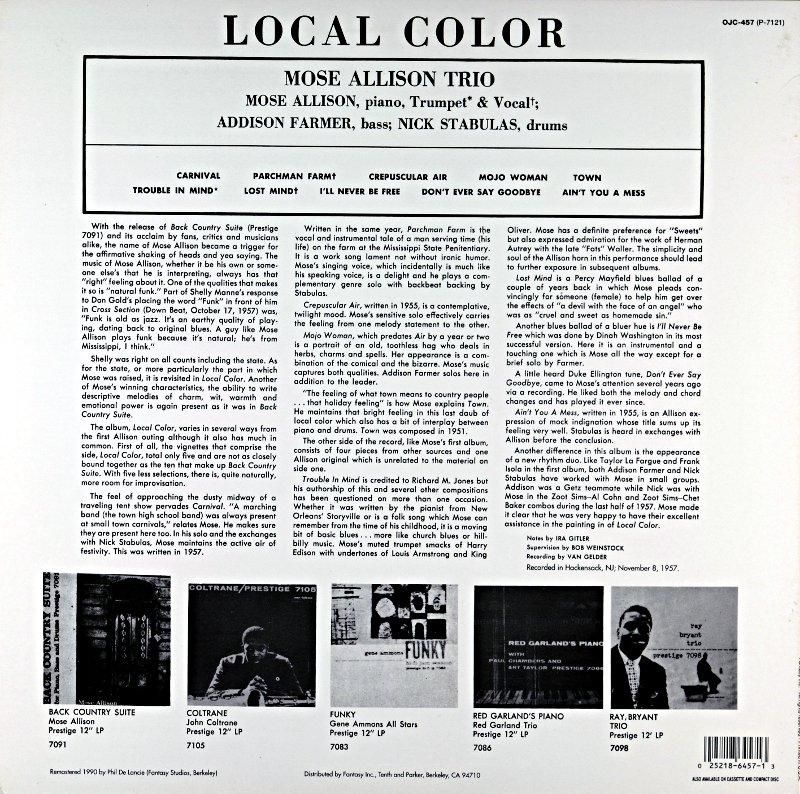 LOCAL COLOR
OJC-457 (P-7121)
MOSE ALLISON TRIO
MOSE ALLISON, piano, Trumpet* & Vocal†;
ADDISON FARMER, bass; NICK STABULAS, drums
CARNIVAL PARCHMAN FARM† CREPUSCULAR AIR MOJO WOMAN TOWN
TROUBLE IN MIND* LOST MIND† I'LL NEVER BE FREE DON'T EVER SAY GOODBYE AIN'T YOU A MESS
With the release of Back Country Suite (Prestige
7091) and its acclaim by fans, critics and musicians
alike, the name of Mose Allison became a trigger for
the affirmative shaking of heads and yea saying. The
music of Mose Allison, whether it be his own or some-
one else's that he is interpreting, always has that
"right" feeling about it. One of the qualities that makes
it so is "natural funk." Part of Shelly Manne's response
to Don Gold's placing the word "Funk" in front of him
in Cross Section (Down Beat, October 17, 1957) was,
"Funk is old as jazz. It's an earthy quality of play-
ing, dating back to original blues. A guy like Mose
Allison plays funk because it's natural; he's from
Mississippi, I think."
Shelly was right on all counts including the state. As
for the state, or more particularly the part in which
Mose was raised, it is revisited in Local Color. Another
of Mose's winning characteristics, the ability to write
descriptive melodies of charm, wit, warmth and
emotional power is again present as it was in Back
Country Suite.
The album, Local Color, varies in several ways from
the first Allison outing although it also has much in
common. First of all, the vignettes that comprise the
side, Local Color, total only five and are not as closely
bound together as the ten that make up Back Country
Suite. With five less selections, there is, quite naturally,
more room for improvisation.
The feel of approaching the dusty midway of a
traveling tent show pervades Carnival. "A marching
band (the town high school band) was always present
at small town carnivals," relates Mose. He makes sure
they are present here too. In his solo and the exchanges
with Nick Stabulas, Mose maintains the active air of
festivity. This was written in 1957.
Written in the same year, Parchman Farm is the
vocal and instrumental tale of a man serving time (his
life) on the farm at the Mississippi State Penitentiary.
It is a work song lament not without ironic humor.
Mose's singing voice, which incidentally is much like
his speaking voice, is a delight and he plays a com-
plementary genre solo with backbeat backing by
Stabulas.
Crepuscular Air, written in 1955, is a contemplative,
twilight mood. Mose's sensitive solo effectively carries
the feeling from one melody statement to the other.
Mojo Woman, which predates Air by a year or two
is a portrait of an old, toothless hag who deals in
herbs, charms and spells. Her appearance is a com-
bination of the comical and the bizarre. Mose's music
captures both qualities. Addison Farmer solos here in
addition to the leader.
"The feeling of what town means to country people
. . . that holiday feeling" is how Mose explains Town.
He maintains that bright feeling in this last daub of
local color which also has a bit of interplay between
piano and drums. Town was composed in 1951.
The other side of the record, like Mose's first album,
consists of four pieces from other sources and one
Allison original which is unrelated to the material on
side one.
Trouble In Mind is credited to Richard M. Jones but
his authorship of this and several other compositions
has been questioned on more than one occasion.
Whether it was written by the pianist from New
Orleans' Storyville or is a folk song which Mose can
remember from the time of his childhood, it is a moving
bit of basic blues . . . more like church blues or hill-
billy music. Mose's muted trumpet smacks of Harry
Edison with undertones of Louis Armstrong and King
Oliver. Mose has a definite preference for "Sweets"
but also expressed admiration for the work of Herman
Autrey with the late "Fats" Waller. The simplicity and
soul of the Allison horn in this performance should lead
to further exposure in subsequent albums.
Lost Mind is a Percy Mayfield blues ballad of a
couple of years back in which Mose pleads con-
vincingly for someone (female) to help him get over
the effects of "a devil with the face of an angel" who
was as "cruel and sweet as homemade sin."
Another blues ballad of a bluer hue is I'll Never Be
Free which was done by Dinah Washington in its most
successful version. Here it is an instrumental and a
touching one which is Mose all the way except for a
brief solo by Farmer.
A little heard Duke Ellington tune, Don't Ever Say
Goodbye, came to Mose's attention several years ago
via a recording. He liked both the melody and chord
changes and has played it ever since.
Ain't You A Mess, written in 1955, is an Allison ex-
pression of mock indignation whose title sums up its
feeling very well. Stabulas is heard in exchanges with
Allison before the conclusion.
Another difference in this album is the appearance
of a new rhythm duo. Like Taylor La Fargue and Frank
Isola in the first album, both Addison Farmer and Nick
Stabulas have worked with Mose in small groups.
Addison was a Getz teammate while Nick was with
Mose in the Zoot Sims–Al Cohn and Zoot Sims–Chet
Baker combos during the last half of 1957. Mose made
it clear that he was very happy to have their excellent
assistance in the painting in of Local Color.
Notes by IRA GITLER
Supervision by BOB WEINSTOCK
Recording by VAN GELDER
Recorded in Hackensack, NJ; November 8, 1957.
BACK COUNTRY SUITE
for Piano, Bass and Drums Prestige 7091
Mose Allison
COLTRANE/PRESTIGE 7105
gene ammons FUNKY
RED GARLAND'S PIANO
WITH
PAUL CHAMBERS AND
ART TAYLOR PRESTIGE 7086
ray
bryant
trio
prestige 7098
BACK COUNTRY SUITE
Mose Allison
Prestige 12" LP
7091
COLTRANE
John Coltrane
Prestige 12" LP
7105
FUNKY
Gene Ammons All Stars
Prestige 12" LP
7083
RED GARLAND'S PIANO
Red Garland Trio
Prestige 12" LP
7086
RAY BRYANT
TRIO
Prestige 12" LP
7098
Remastered 1990 by Phil De Lancie (Fantasy Studios, Berkeley)
Distributed by Fantasy Inc., Tenth and Parker, Berkeley, CA 94710
0 25218-6457-1 3
ALSO AVAILABLE ON CASSETTE AND COMPACT DISC